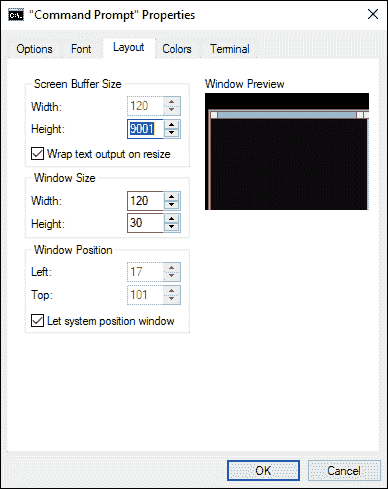 "Command Prompt" Properties
Options Font Layout Colors Terminal
Screen Buffer Size
Width: 120
Height: 9001
Wrap text output on resize
Window Size
Width: 120
Height: 30
Window Position
Left: 17
Top: 101
Let system position window
Window Preview
OK Cancel